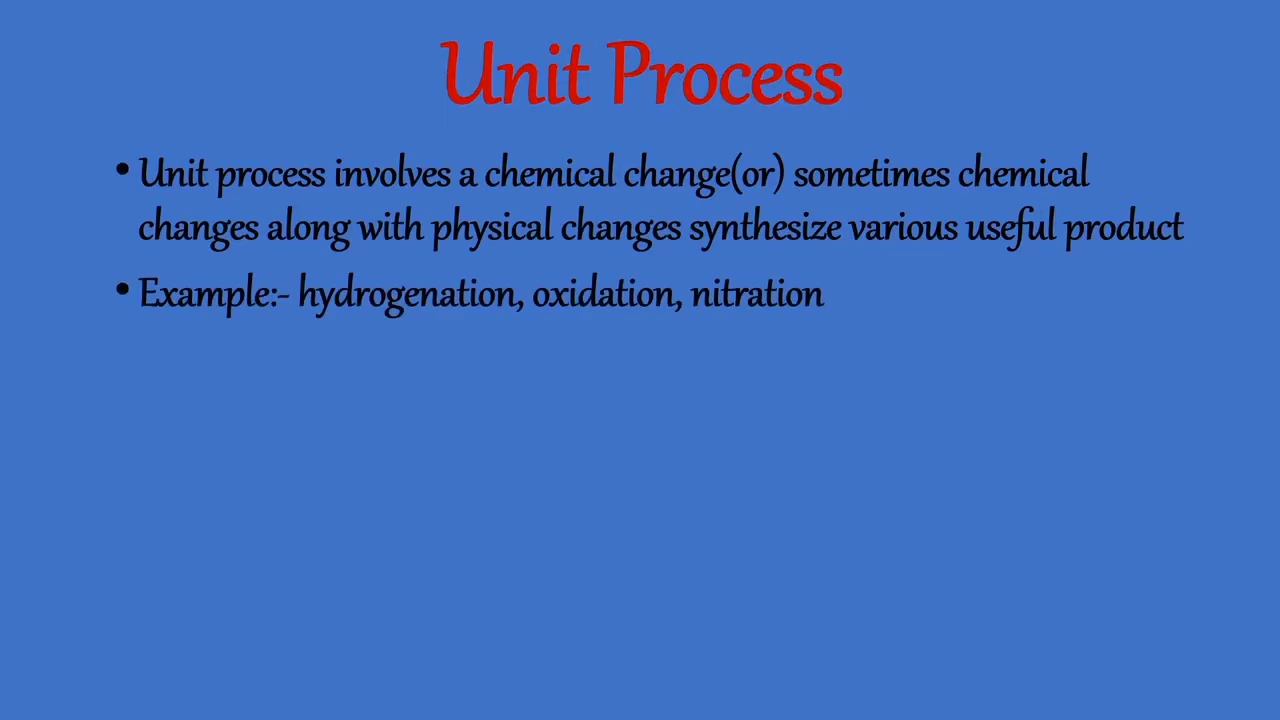 Unit Process
• Unit process involves a chemical change(or) sometimes chemical
changes along with physical changes synthesize various useful product
• Example:- hydrogenation, oxidation, nitration